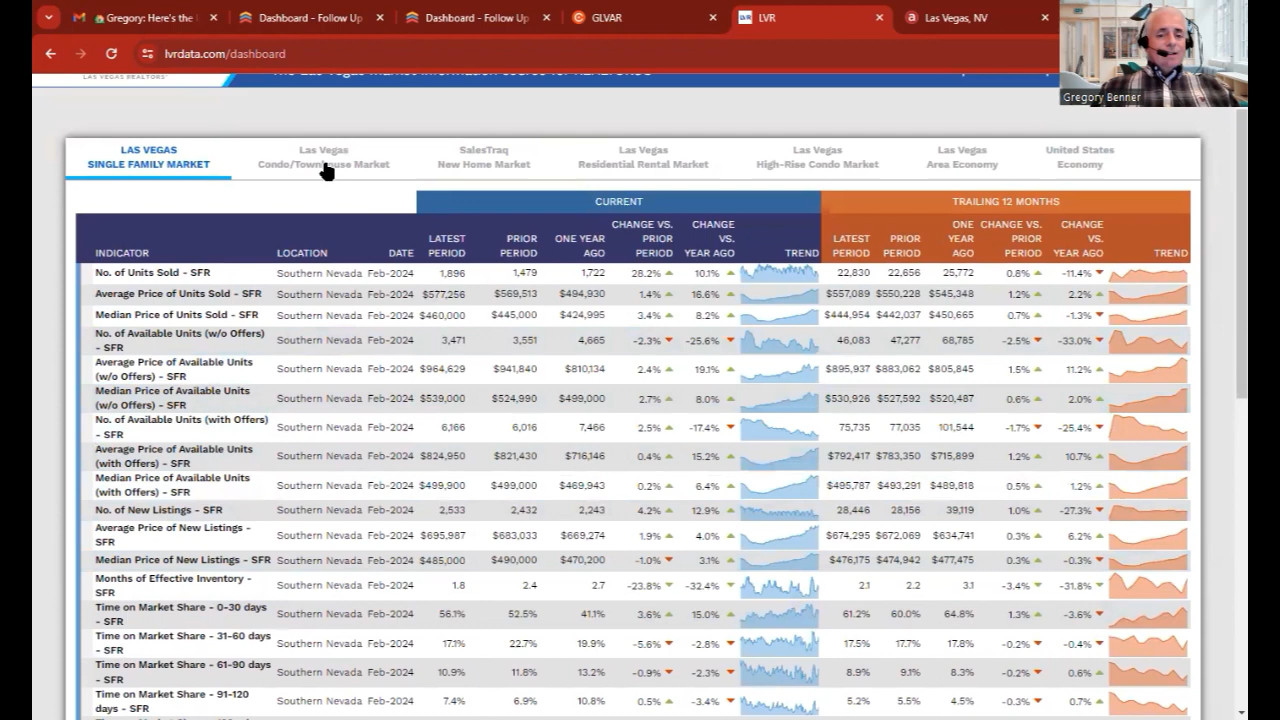 Gregory: Here's the
Dashboard - Follow Up
Dashboard - Follow Up
GLVAR
LVR
Las Vegas, NV
lvrdata.com/dashboard
LAS VEGAS REALTORS
The Las Vegas Market Information Source for REALTORS
Gregory Benner
LAS VEGAS
SINGLE FAMILY MARKET
Las Vegas
Condo/Townhouse Market
SalesTraq
New Home Market
Las Vegas
Residential Rental Market
Las Vegas
High-Rise Condo Market
Las Vegas
Area Economy
United States
Economy
CURRENT
TRAILING 12 MONTHS
INDICATOR LOCATION DATE LATEST PERIOD PRIOR PERIOD ONE YEAR AGO CHANGE VS. PRIOR PERIOD CHANGE VS. YEAR AGO TREND LATEST PERIOD PRIOR PERIOD ONE YEAR AGO CHANGE VS. PRIOR PERIOD CHANGE VS. YEAR AGO TREND
No. of Units Sold - SFR Southern Nevada Feb-2024 1,896 1,479 1,722 28.2% 10.1% 22,830 22,656 25,772 0.8% -11.4%
Average Price of Units Sold - SFR Southern Nevada Feb-2024 $577,256 $569,513 $494,930 1.4% 16.6% $557,089 $550,228 $545,348 1.2% 2.2%
Median Price of Units Sold - SFR Southern Nevada Feb-2024 $460,000 $445,000 $424,995 3.4% 8.2% $444,954 $442,037 $450,665 0.7% -1.3%
No. of Available Units (w/o Offers)
- SFR Southern Nevada Feb-2024 3,471 3,551 4,665 -2.3% -25.6% 46,083 47,277 68,785 -2.5% -33.0%
Average Price of Available Units
(w/o Offers) - SFR Southern Nevada Feb-2024 $964,629 $941,840 $810,134 2.4% 19.1% $895,937 $883,062 $805,845 1.5% 11.2%
Median Price of Available Units
(w/o Offers) - SFR Southern Nevada Feb-2024 $539,000 $524,990 $499,000 2.7% 8.0% $530,926 $527,592 $520,487 0.6% 2.0%
No. of Available Units (with Offers)
- SFR Southern Nevada Feb-2024 6,166 6,016 7,466 2.5% -17.4% 75,735 77,035 101,544 -1.7% -25.4%
Average Price of Available Units
(with Offers) - SFR Southern Nevada Feb-2024 $824,950 $821,430 $716,146 0.4% 15.2% $792,417 $783,350 $715,899 1.2% 10.7%
Median Price of Available Units
(with Offers) - SFR Southern Nevada Feb-2024 $499,900 $499,000 $469,943 0.2% 6.4% $495,787 $493,291 $489,818 0.5% 1.2%
No. of New Listings - SFR Southern Nevada Feb-2024 2,533 2,432 2,243 4.2% 12.9% 28,446 28,156 39,119 1.0% -27.3%
Average Price of New Listings -
SFR Southern Nevada Feb-2024 $695,987 $683,033 $669,274 1.9% 4.0% $674,295 $672,069 $634,741 0.3% 6.2%
Median Price of New Listings - SFR Southern Nevada Feb-2024 $485,000 $490,000 $470,200 -1.0% 3.1% $476,175 $474,942 $477,475 0.3% -0.3%
Months of Effective Inventory -
SFR Southern Nevada Feb-2024 1.8 2.4 2.7 -23.8% -32.4% 2.1 2.2 3.1 -3.4% -31.8%
Time on Market Share - 0-30 days
- SFR Southern Nevada Feb-2024 56.1% 52.5% 41.1% 3.6% 15.0% 61.2% 60.0% 64.8% 1.3% -3.6%
Time on Market Share - 31-60 days
- SFR Southern Nevada Feb-2024 17.1% 22.7% 19.9% -5.6% -2.8% 17.5% 17.7% 17.8% -0.2% -0.4%
Time on Market Share - 61-90 days
- SFR Southern Nevada Feb-2024 10.9% 11.8% 13.2% -0.9% -2.3% 8.9% 9.1% 8.3% -0.2% 0.6%
Time on Market Share - 91-120
days - SFR Southern Nevada Feb-2024 7.4% 6.9% 10.8% 0.5% -3.4% 5.2% 5.5% 4.5% -0.3% 0.7%